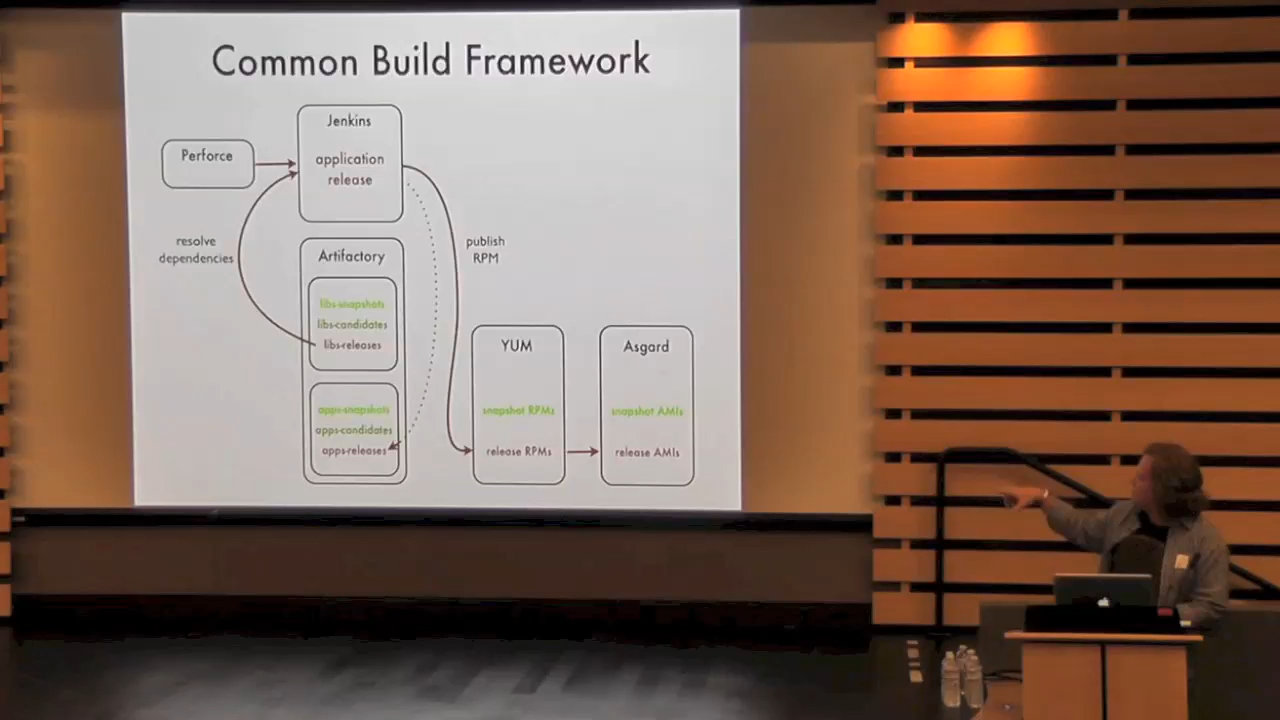 Common Build Framework
Perforce
Jenkins
application
release
resolve
dependencies
publish
RPM
Artifactory
libs-snapshots
libs-candidates
libs-releases
apps-snapshots
apps-candidates
apps-releases
YUM
snapshot RPMs
release RPMs
Asgard
snapshot AMIs
release AMIs